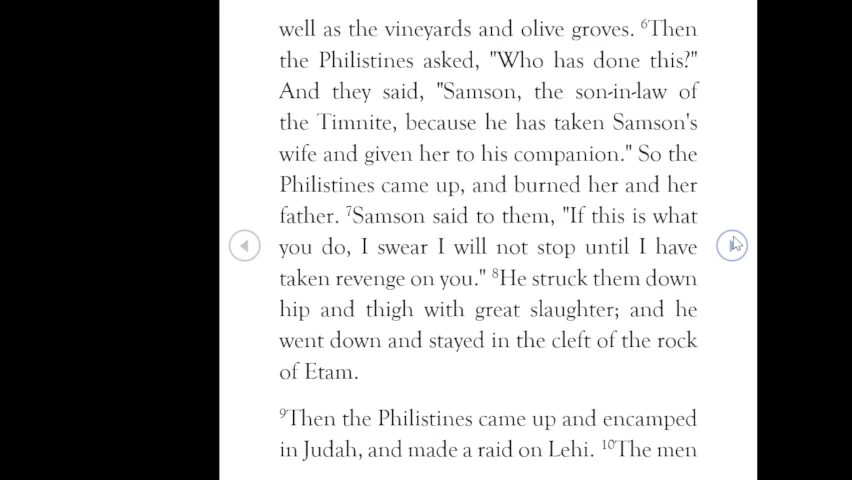 well as the vineyards and olive groves. ⁶Then
the Philistines asked, "Who has done this?"
And they said, "Samson, the son-in-law of
the Timnite, because he has taken Samson's
wife and given her to his companion." So the
Philistines came up, and burned her and her
father. ⁷Samson said to them, "If this is what
you do, I swear I will not stop until I have
taken revenge on you." ⁸He struck them down
hip and thigh with great slaughter; and he
went down and stayed in the cleft of the rock
of Etam.
⁹Then the Philistines came up and encamped
in Judah, and made a raid on Lehi. ¹⁰The men